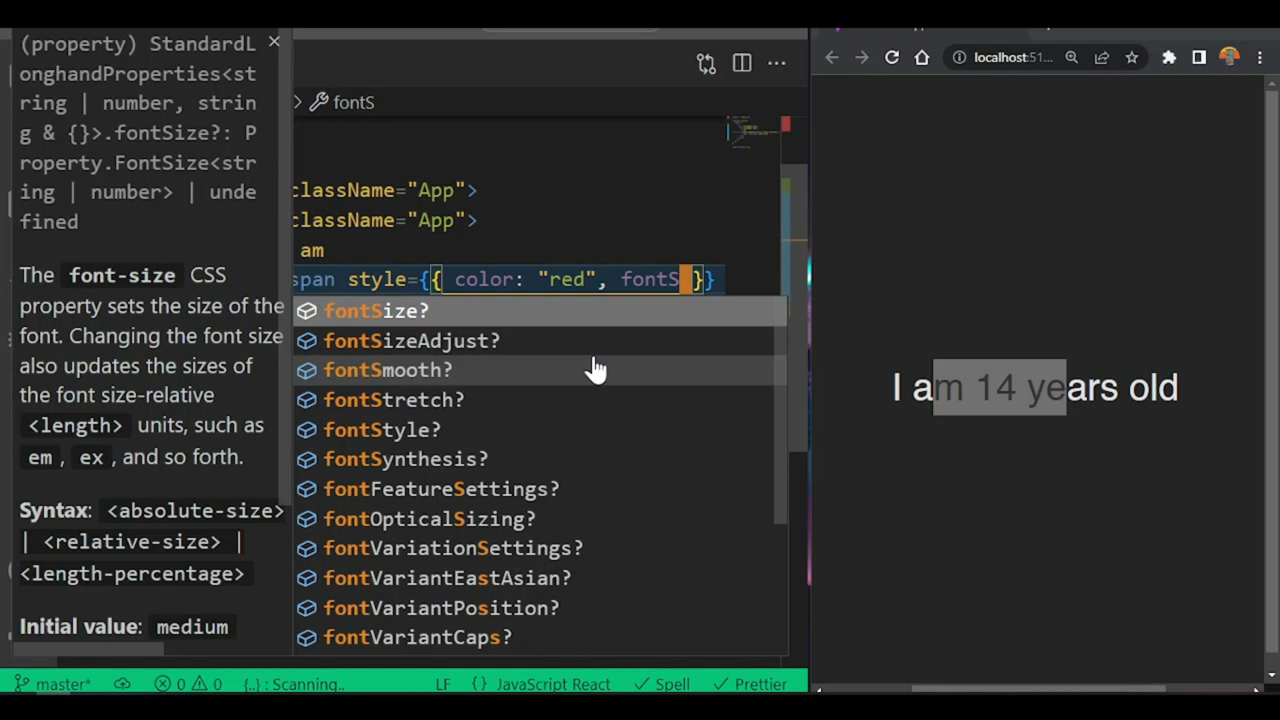 (property) StandardL
onghandProperties<st
ring | number, strin
g & {}>.fontSize?: P
roperty.FontSize<str
ing | number> | unde
fined
The font-size CSS
property sets the size of the
font. Changing the font size
also updates the sizes of
the font size-relative
<length> units, such as
em, ex, and so forth.
Syntax: <absolute-size>
| <relative-size> |
<length-percentage>
Initial value: medium
fontS
className="App">
className="App">
am
span style={{ color: "red", fontS }}
fontSize?
fontSizeAdjust?
fontSmooth?
fontStretch?
fontStyle?
fontSynthesis?
fontFeatureSettings?
fontOpticalSizing?
fontVariationSettings?
fontVariantEastAsian?
fontVariantPosition?
fontVariantCaps?
master* 0 0 {..} : Scanning.. LF {} JavaScript React Spell Prettier
localhost:51...
I am 14 years old